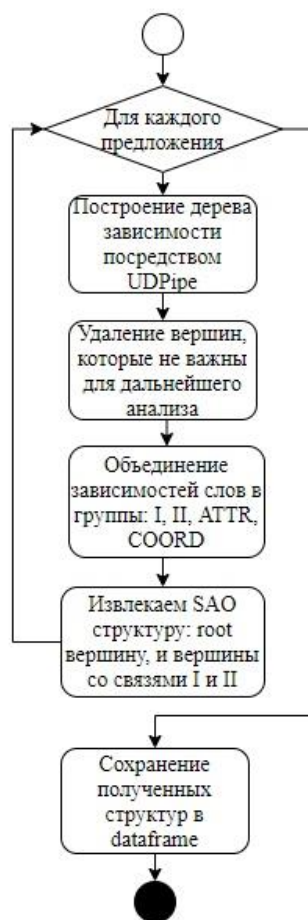 Для каждого
предложения
Построение дерева
зависимости
посредством
UDPipe
Удаление вершин,
которые не важны
для дальнейшего
анализа
Объединение
зависимостей слов в
группы: I, II, ATTR,
COORD
Извлекаем SAO
структуру: root
вершину, и вершины
со связями I и II
Сохранение
полученных
структур в
dataframe